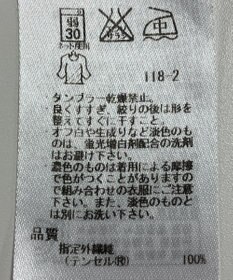 弱
30
ネット使用
エンソサラシ
118-2
タンブラー乾燥禁止。
良くすすぎ、絞りの後は形を
整えてすぐに干すこと。
オフ白や生成りなど淡色のも
のは、蛍光増白剤配合の洗剤
はお避け下さい。
濃色のものは着用による摩擦
で色がつくことがありますの
で組み合わせの衣服にご注意
下さい。また、淡色のものと
は別にお洗い下さい。
品質
指定外繊維
(テンセル®) 100%